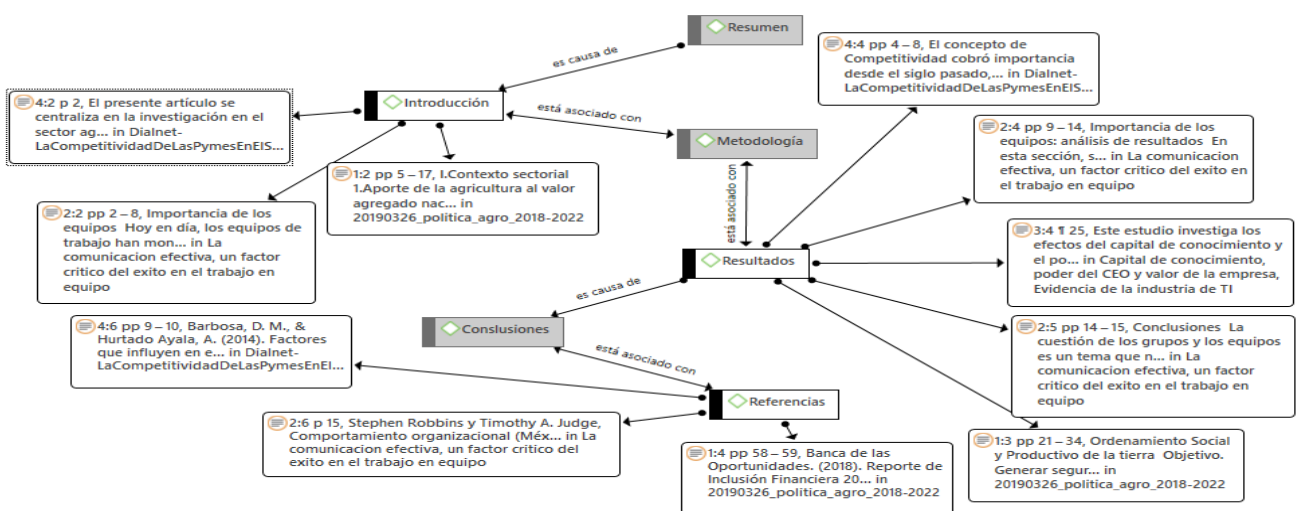 Resumen
es causa de
4:4 pp 4 – 8, El concepto de
Competitividad cobró importancia
desde el siglo pasado,... in Dialnet-
LaCompetitividadDeLasPymesEnElS...
4:2 p 2, El presente artículo se
centraliza en la investigación en el
sector ag... in Dialnet-
LaCompetitividadDeLasPymesEnElS...
Introducción
está asociado con
Metodología
2:4 pp 9 – 14, Importancia de los
equipos: análisis de resultados  En
esta sección, s... in La comunicacion
efectiva, un factor critico del exito en
el trabajo en equipo
1:2 pp 5 – 17, I.Contexto sectorial
1.Aporte de la agricultura al valor
agregado nac... in
20190326_politica_agro_2018-2022
está asociado con
2:2 pp 2 – 8, Importancia de los
equipos  Hoy en día, los equipos de
trabajo han mon... in La
comunicacion efectiva, un factor
critico del exito en el trabajo en
equipo
3:4 ¶ 25, Este estudio investiga los
efectos del capital de conocimiento y
el po... in Capital de conocimiento,
poder del CEO y valor de la empresa,
Evidencia de la industria de TI
Resultados
es causa de
Conslusiones
4:6 pp 9 – 10, Barbosa, D. M., &
Hurtado Ayala, A. (2014). Factores
que influyen en e... in Dialnet-
LaCompetitividadDeLasPymesEnEl...
2:5 pp 14 – 15, Conclusiones  La
cuestión de los grupos y los equipos
es un tema que n... in La
comunicacion efectiva, un factor
critico del exito en el trabajo en
equipo
está asociado con
Referencias
2:6 p 15, Stephen Robbins y Timothy A. Judge,
Comportamiento organizacional (Méx... in La
comunicacion efectiva, un factor critico del
exito en el trabajo en equipo
1:4 pp 58 – 59, Banca de las
Oportunidades. (2018). Reporte de
Inclusión Financiera 20... in
20190326_politica_agro_2018-2022
1:3 pp 21 – 34, Ordenamiento Social
y Productivo de la tierra  Objetivo.
Generar segur... in
20190326_politica_agro_2018-2022